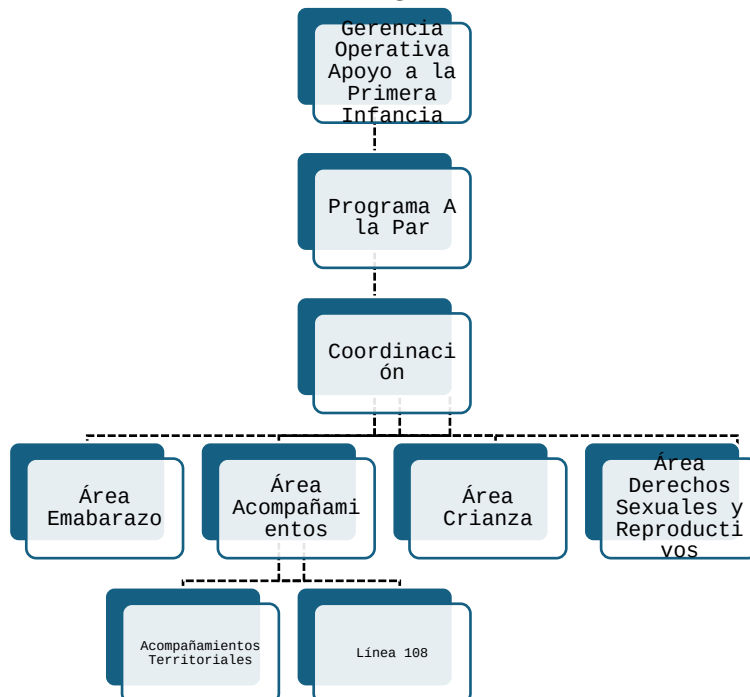 Gerencia
Operativa
Apoyo a la
Primera
Infancia
Programa A
la Par
Coordinaci
ón
Área
Emabarazo
Área
Acompañami
entos
Área
Crianza
Área
Derechos
Sexuales y
Reproducti
vos
Acompañamientos
Territoriales
Línea 108